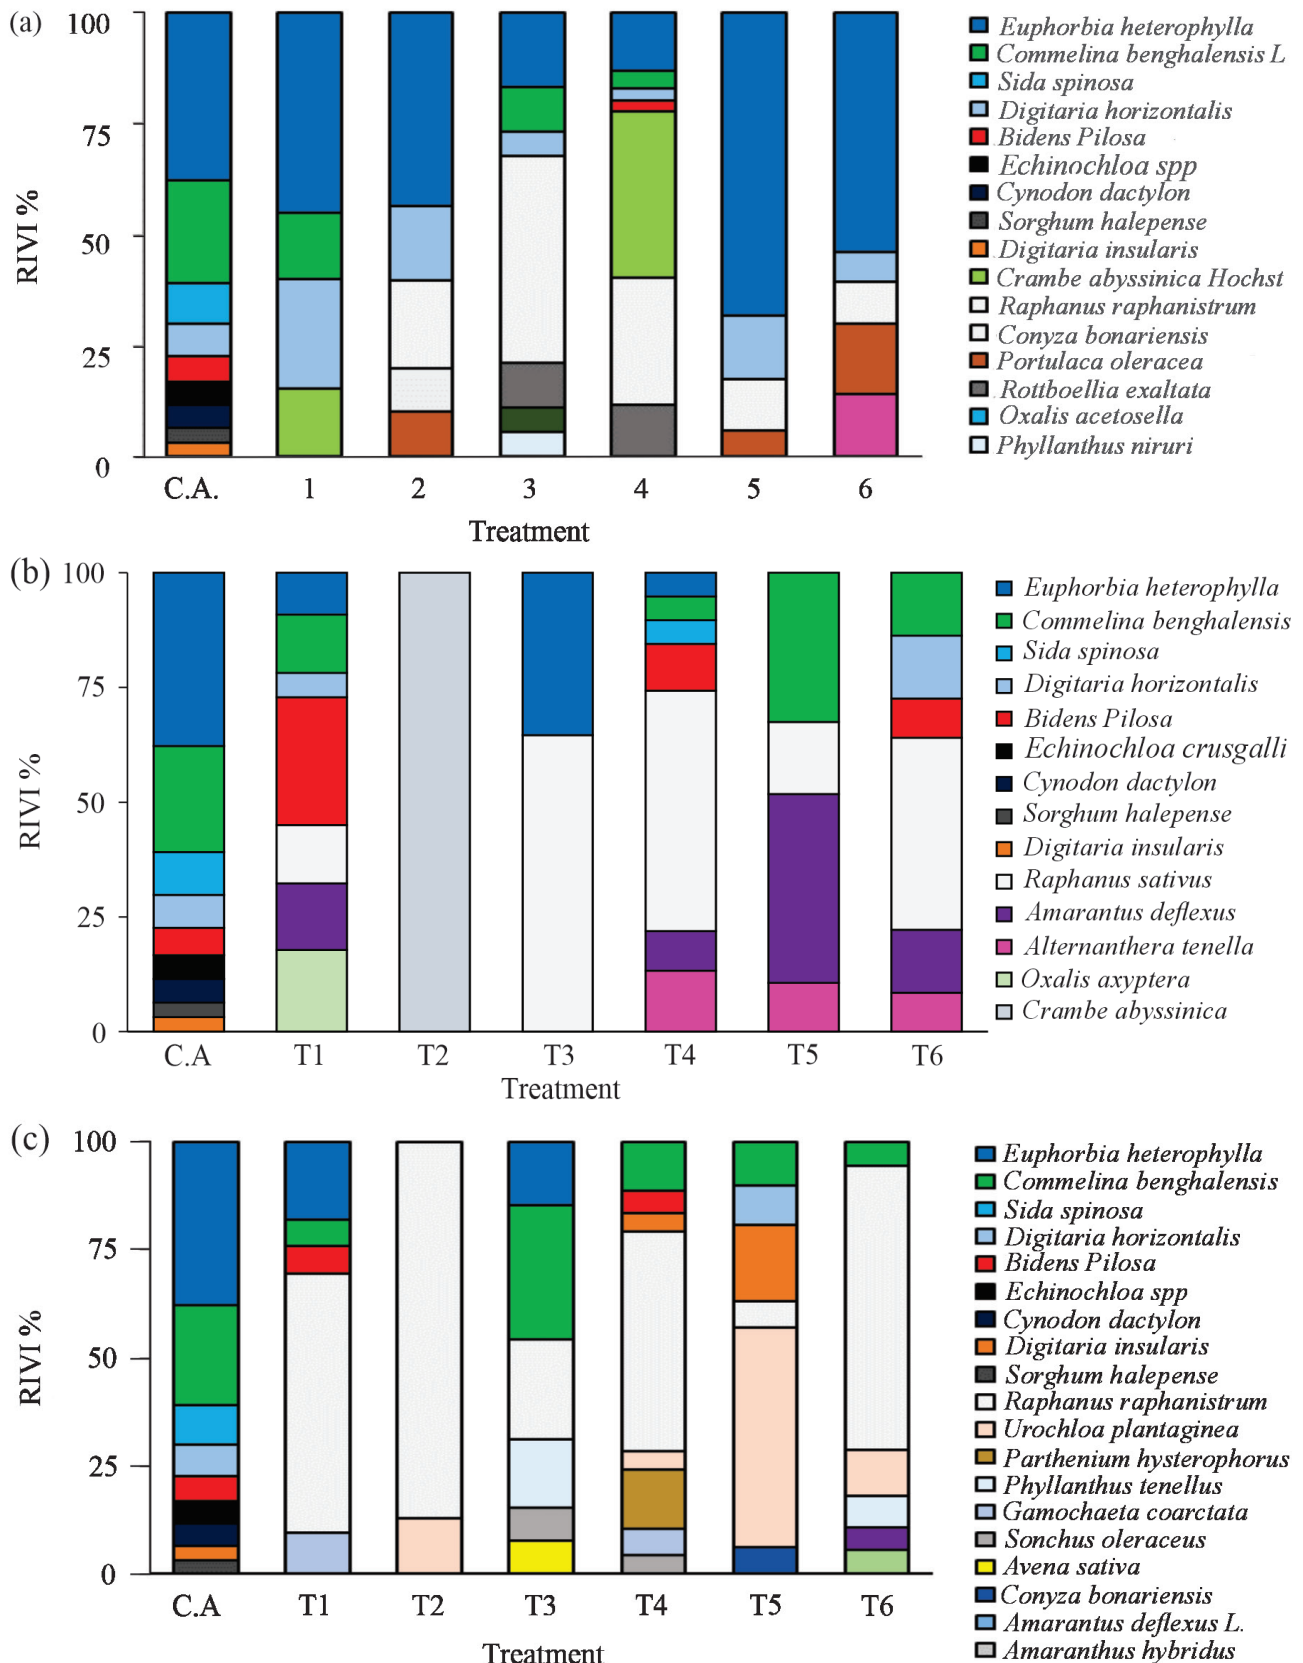 (a)
100
75
50
25
0
RIVI %
C.A. 1 2 3 4 5 6
Treatment
Euphorbia heterophylla
Commelina benghalensis L
Sida spinosa
Digitaria horizontalis
Bidens Pilosa
Echinochloa spp
Cynodon dactylon
Sorghum halepense
Digitaria insularis
Crambe abyssinica Hochst
Raphanus raphanistrum
Conyza bonariensis
Portulaca oleracea
Rottboellia exaltata
Oxalis acetosella
Phyllanthus niruri
(b)
100
75
50
25
0
RIVI %
C.A T1 T2 T3 T4 T5 T6
Treatment
Euphorbia heterophylla
Commelina benghalensis
Sida spinosa
Digitaria horizontalis
Bidens Pilosa
Echinochloa crusgalli
Cynodon dactylon
Sorghum halepense
Digitaria insularis
Raphanus sativus
Amarantus deflexus
Alternanthera tenella
Oxalis axyptera
Crambe abyssinica
(c)
100
75
50
25
0
RIVI %
C.A T1 T2 T3 T4 T5 T6
Treatment
Euphorbia heterophylla
Commelina benghalensis
Sida spinosa
Digitaria horizontalis
Bidens Pilosa
Echinochloa spp
Cynodon dactylon
Digitaria insularis
Sorghum halepense
Raphanus raphanistrum
Urochloa plantaginea
Parthenium hysterophorus
Phyllanthus tenellus
Gamochaeta coarctata
Sonchus oleraceus
Avena sativa
Conyza bonariensis
Amarantus deflexus L.
Amaranthus hybridus